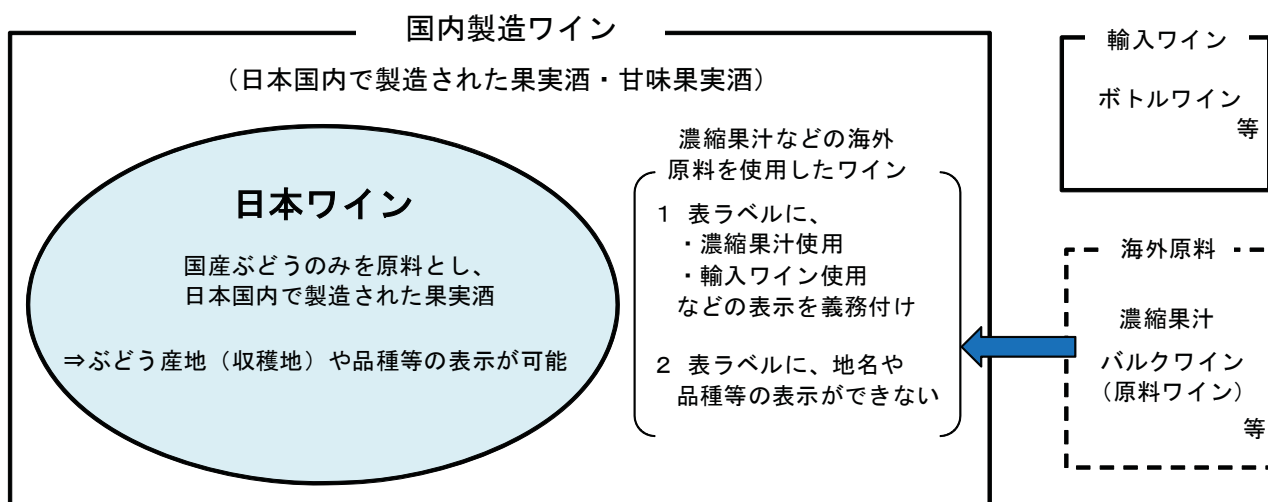 国内製造ワイン
（日本国内で製造された果実酒・甘味果実酒）
日本ワイン
国産ぶどうのみを原料とし、
日本国内で製造された果実酒
⇒ぶどう産地（収穫地）や品種等の表示が可能
濃縮果汁などの海外
原料を使用したワイン
１ 表ラベルに、
・濃縮果汁使用
・輸入ワイン使用
などの表示を義務付け
２ 表ラベルに、地名や
品種等の表示ができない
輸入ワイン
ボトルワイン
等
海外原料
濃縮果汁
バルクワイン
（原料ワイン）
等